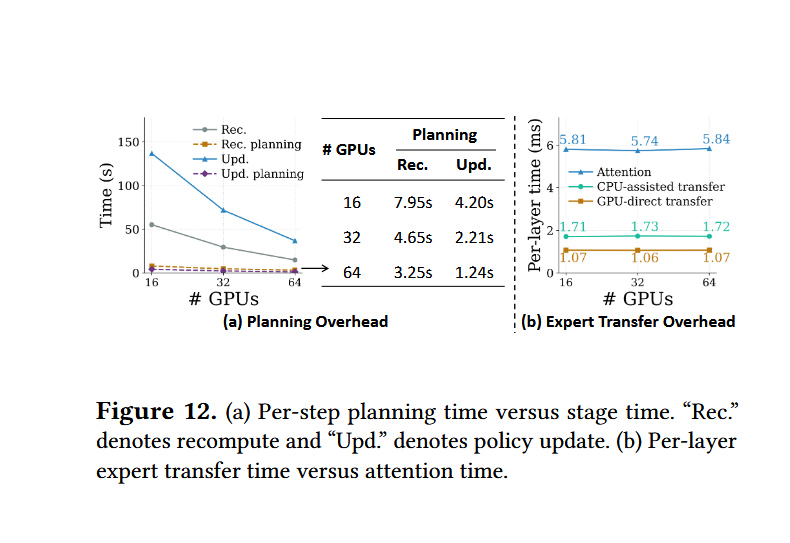 Time (s)
150
100
50
0
Rec.
Rec. planning
Upd.
Upd. planning
16 32 64
# GPUs
# GPUs Planning
Rec. Upd.
16 7.95s 4.20s
32 4.65s 2.21s
64 3.25s 1.24s
(a) Planning Overhead
Per-layer time (ms)
6
4
2
0
5.81 5.74 5.84
Attention
CPU-assisted transfer
GPU-direct transfer
1.71 1.73 1.72
1.07 1.06 1.07
16 32 64
# GPUs
(b) Expert Transfer Overhead
Figure 12. (a) Per-step planning time versus stage time. “Rec.”
denotes recompute and “Upd.” denotes policy update. (b) Per-layer
expert transfer time versus attention time.